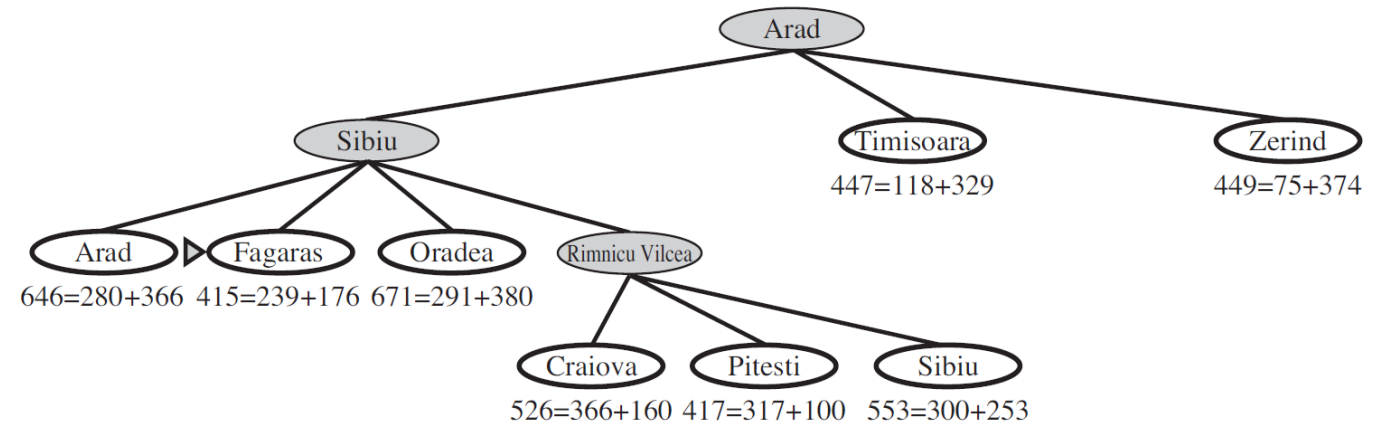 Arad
Sibiu Timisoara Zerind
447=118+329 449=75+374
Arad Fagaras Oradea Rimnicu Vilcea
646=280+366 415=239+176 671=291+380
Craiova Pitesti Sibiu
526=366+160 417=317+100 553=300+253